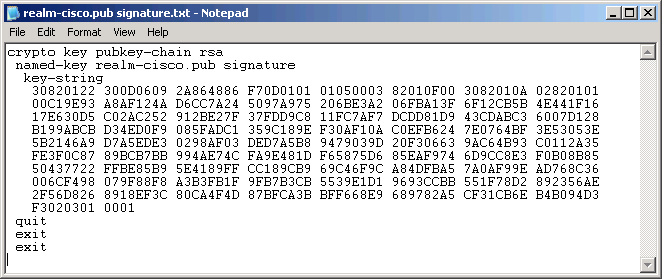 realm-cisco.pub signature.txt - Notepad
File Edit Format View Help
crypto key pubkey-chain rsa
named-key realm-cisco.pub signature
key-string
30820122 300D0609 2A864886 F70D0101 01050003 82010F00 3082010A 02820101
00C19E93 A8AF124A D6CC7A24 5097A975 206BE3A2 06FBA13F 6F12CB5B 4E441F16
17E630D5 C02AC252 912BE27F 37FDD9C8 11FC7AF7 DCDD81D9 43CDABC3 6007D128
B199ABCB D34ED0F9 085FADC1 359C189E F30AF10A C0EFB624 7E0764BF 3E53053E
5B2146A9 D7A5EDE3 0298AF03 DED7A5B8 9479039D 20F30663 9AC64B93 C0112A35
FE3F0C87 89BCB7BB 994AE74C FA9E481D F65875D6 85EAF974 6D9CC8E3 F0B08B85
50437722 FFBE85B9 5E4189FF CC189CB9 69C46F9C A84DFBA5 7A0AF99E AD768C36
006CF498 079F88F8 A3B3FB1F 9FB7B3CB 5539E1D1 9693CCBB 551F78D2 892356AE
2F56D826 8918EF3C 80CA4F4D 87BFCA3B BFF668E9 689782A5 CF31CB6E B4B094D3
F3020301 0001
quit
exit
exit